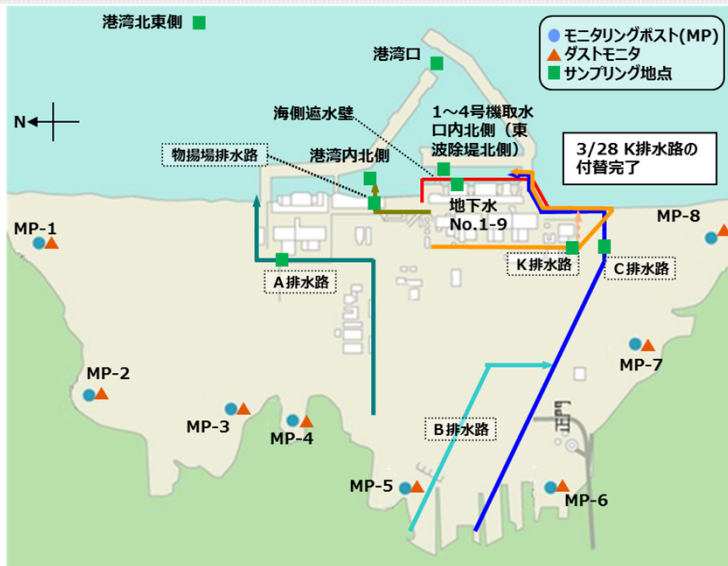 港湾北東側
港湾口
モニタリングポスト(MP)
ダストモニタ
サンプリング地点
N
海側遮水壁
1～4号機取水
口内北側（東
波除堤北側）
物揚場排水路
港湾内北側
3/28 K排水路の
付替完了
地下水
No.1-9
MP-1
MP-8
A排水路
K排水路
C排水路
MP-2
MP-7
MP-3
MP-4
B排水路
正門
MP-5
MP-6